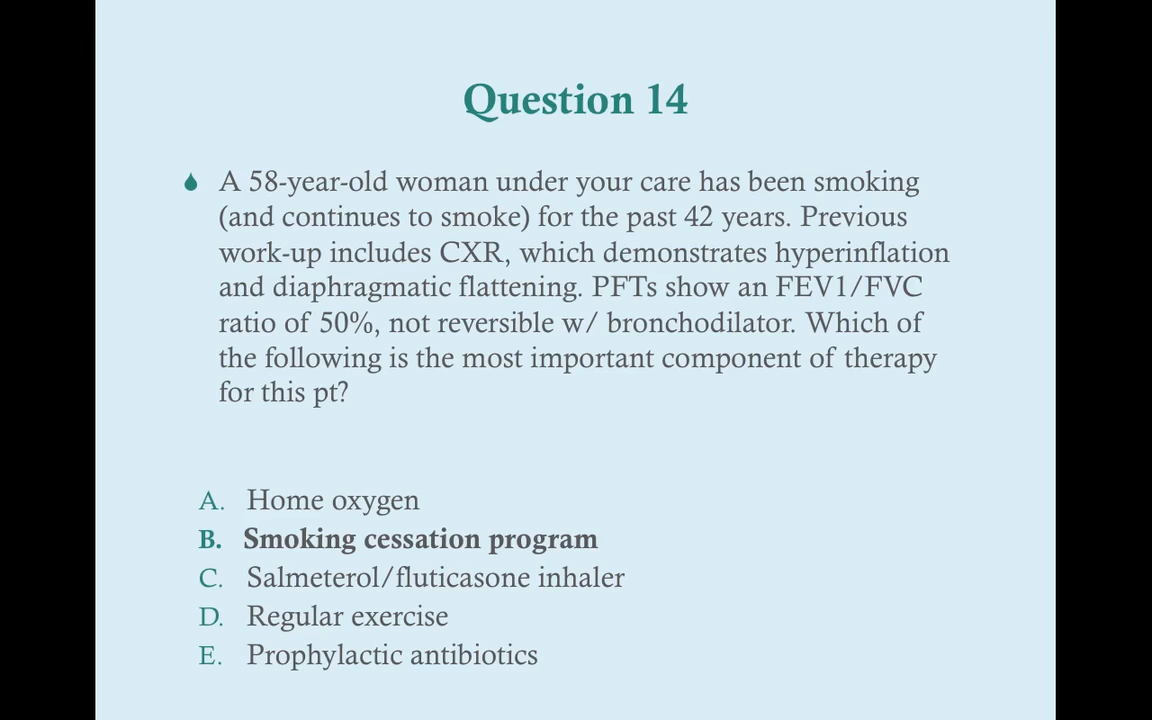 Question 14
A 58-year-old woman under your care has been smoking
(and continues to smoke) for the past 42 years. Previous
work-up includes CXR, which demonstrates hyperinflation
and diaphragmatic flattening. PFTs show an FEV1/FVC
ratio of 50%, not reversible w/ bronchodilator. Which of
the following is the most important component of therapy
for this pt?
A. Home oxygen
B. Smoking cessation program
C. Salmeterol/fluticasone inhaler
D. Regular exercise
E. Prophylactic antibiotics